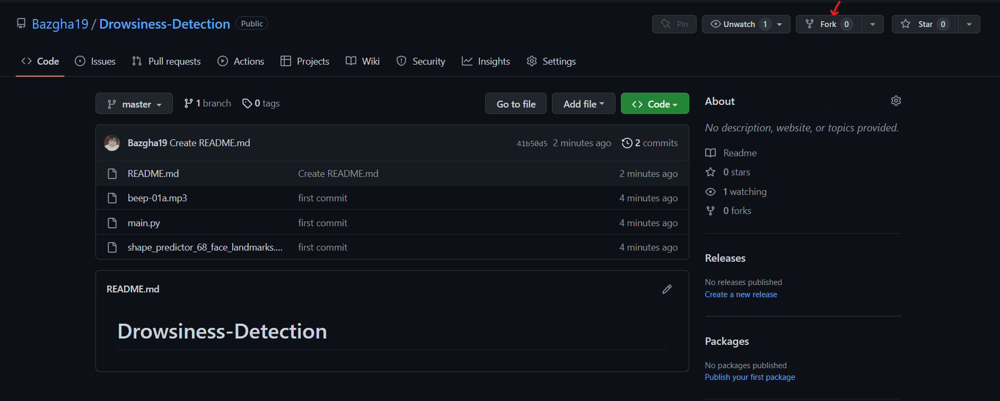 Bazgha19 / Drowsiness-Detection Public
Pin Unwatch 1 Fork 0 Star 0
Code Issues Pull requests Actions Projects Wiki Security Insights Settings
master 1 branch 0 tags Go to file Add file Code
Bazgha19 Create README.md 41b50d5 2 minutes ago 2 commits
README.md Create README.md 2 minutes ago
beep-01a.mp3 first commit 4 minutes ago
main.py first commit 4 minutes ago
shape_predictor_68_face_landmarks.... first commit 4 minutes ago
README.md
Drowsiness-Detection
About
No description, website, or topics provided.
Readme
0 stars
1 watching
0 forks
Releases
No releases published
Create a new release
Packages
No packages published
Publish your first package